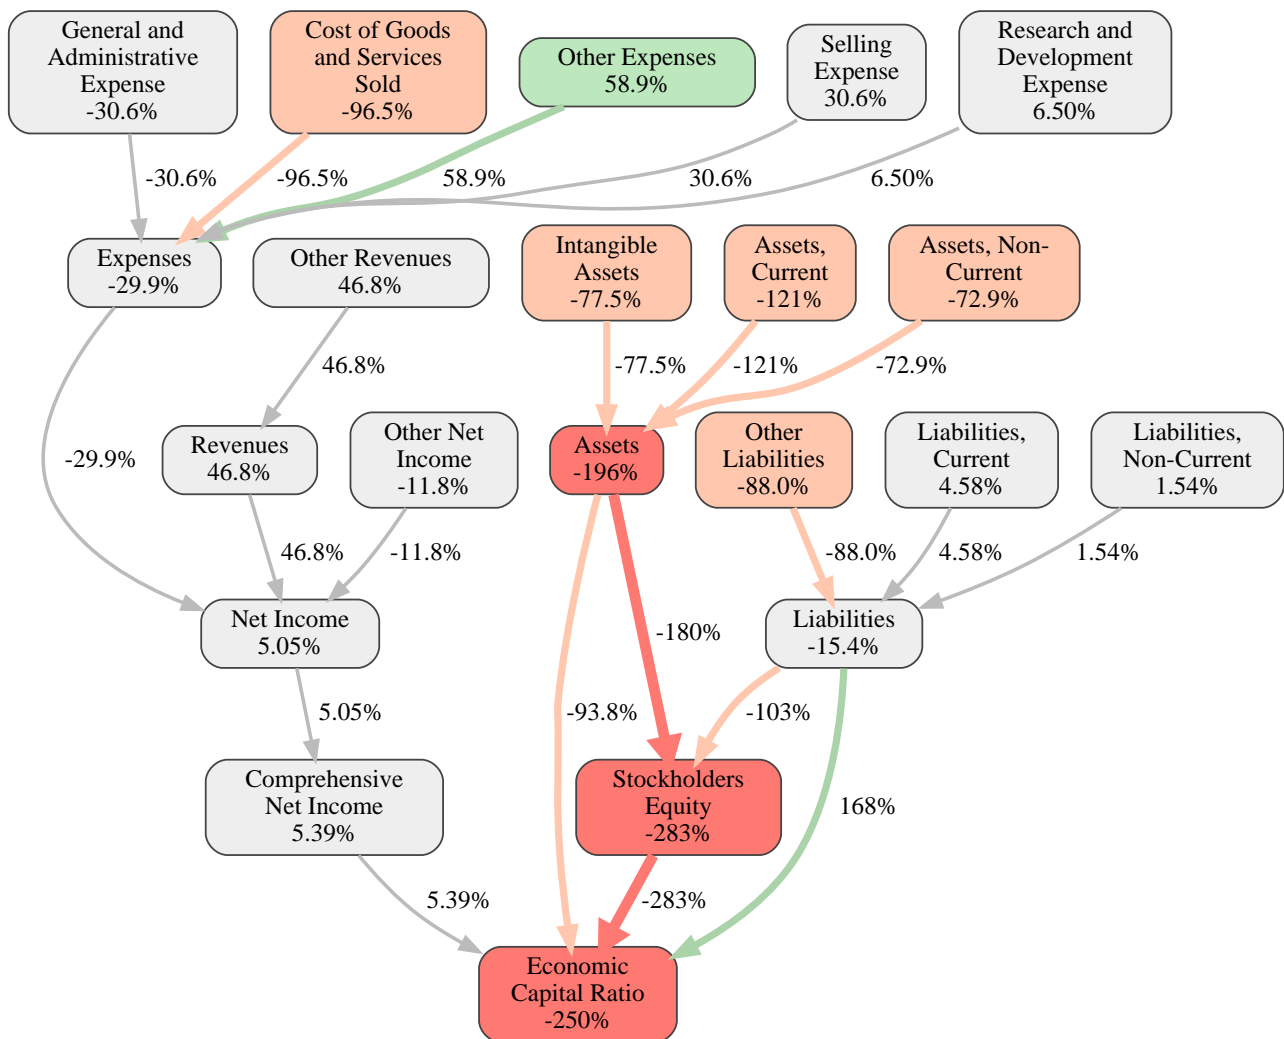 General and
Administrative
Expense
-30.6%
Cost of Goods
and Services
Sold
-96.5%
Other Expenses
58.9%
Selling
Expense
30.6%
Research and
Development
Expense
6.50%
-30.6%
-96.5%
58.9%
30.6%
6.50%
Expenses
-29.9%
Other Revenues
46.8%
Intangible
Assets
-77.5%
Assets,
Current
-121%
Assets, Non-
Current
-72.9%
46.8%
-77.5%
-121%
-72.9%
-29.9%
Revenues
46.8%
Other Net
Income
-11.8%
Assets
-196%
Other
Liabilities
-88.0%
Liabilities,
Current
4.58%
Liabilities,
Non-Current
1.54%
46.8%
-11.8%
-88.0%
4.58%
1.54%
Net Income
5.05%
-180%
Liabilities
-15.4%
5.05%
-93.8%
-103%
Comprehensive
Net Income
5.39%
Stockholders
Equity
-283%
168%
5.39%
-283%
Economic
Capital Ratio
-250%